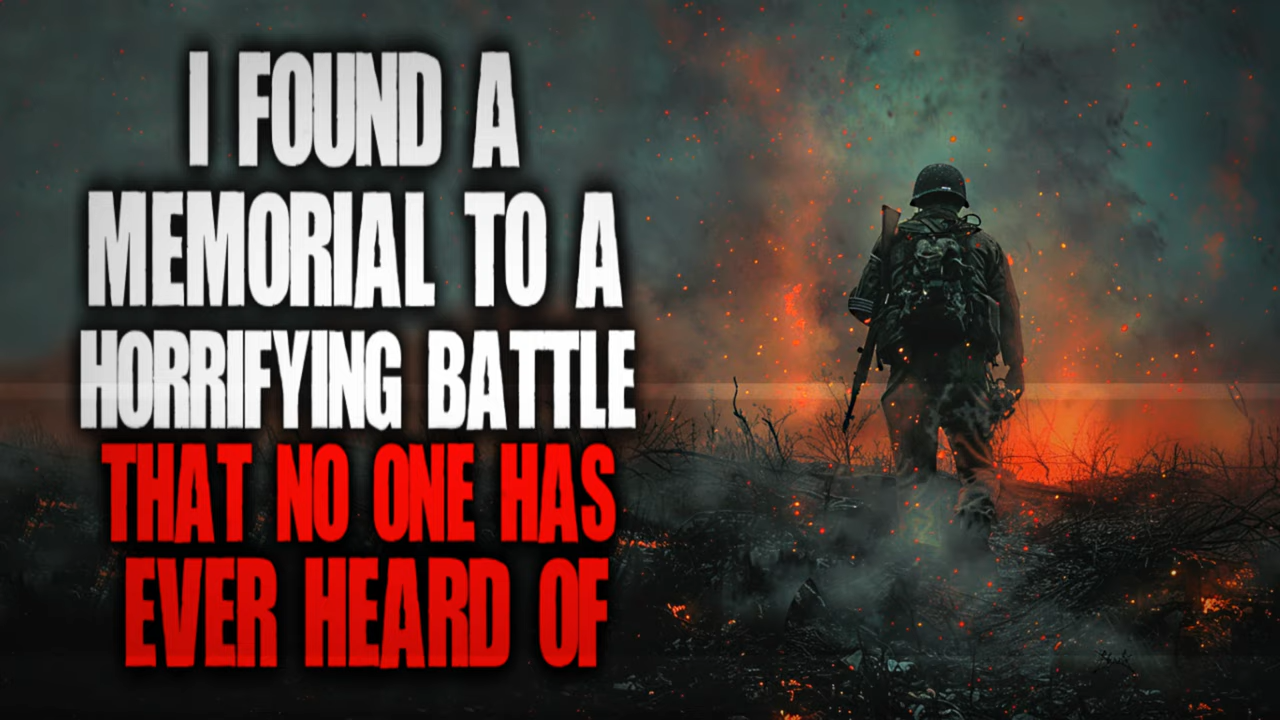 I FOUND A
MEMORIAL TO A
HORRIFYING BATTLE
THAT NO ONE HAS
EVER HEARD OF